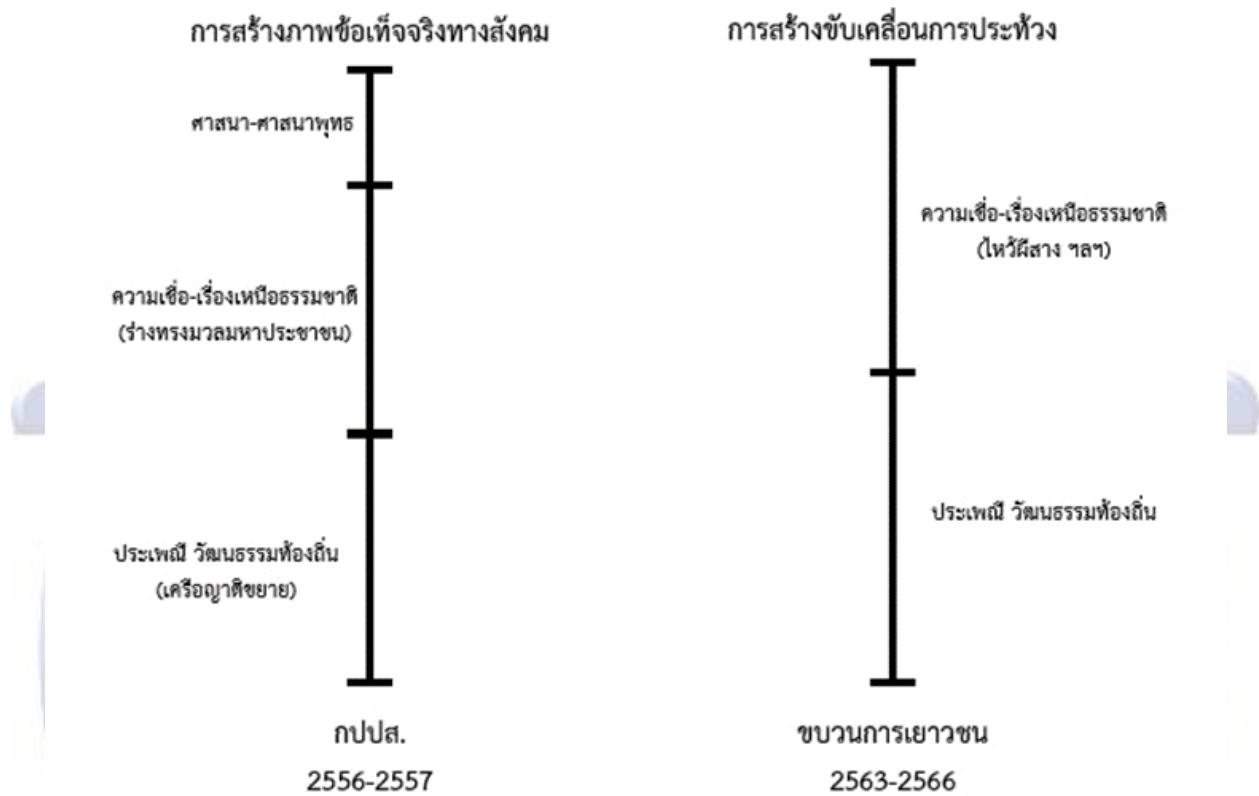 การสร้างภาพข้อเท็จจริงทางสังคม
ศาสนา-ศาสนาพุทธ
ความเชื่อ-เรื่องเหนือธรรมชาติ
(ร่างทรงมวลมหาประชาชน)
ประเพณี วัฒนธรรมท้องถิ่น
(เครือญาติขยาย)
กปปส.
2556-2557
การสร้างขับเคลื่อนการประท้วง
ความเชื่อ-เรื่องเหนือธรรมชาติ
(ไหว้ผีสาง ฯลฯ)
ประเพณี วัฒนธรรมท้องถิ่น
ขบวนการเยาวชน
2563-2566